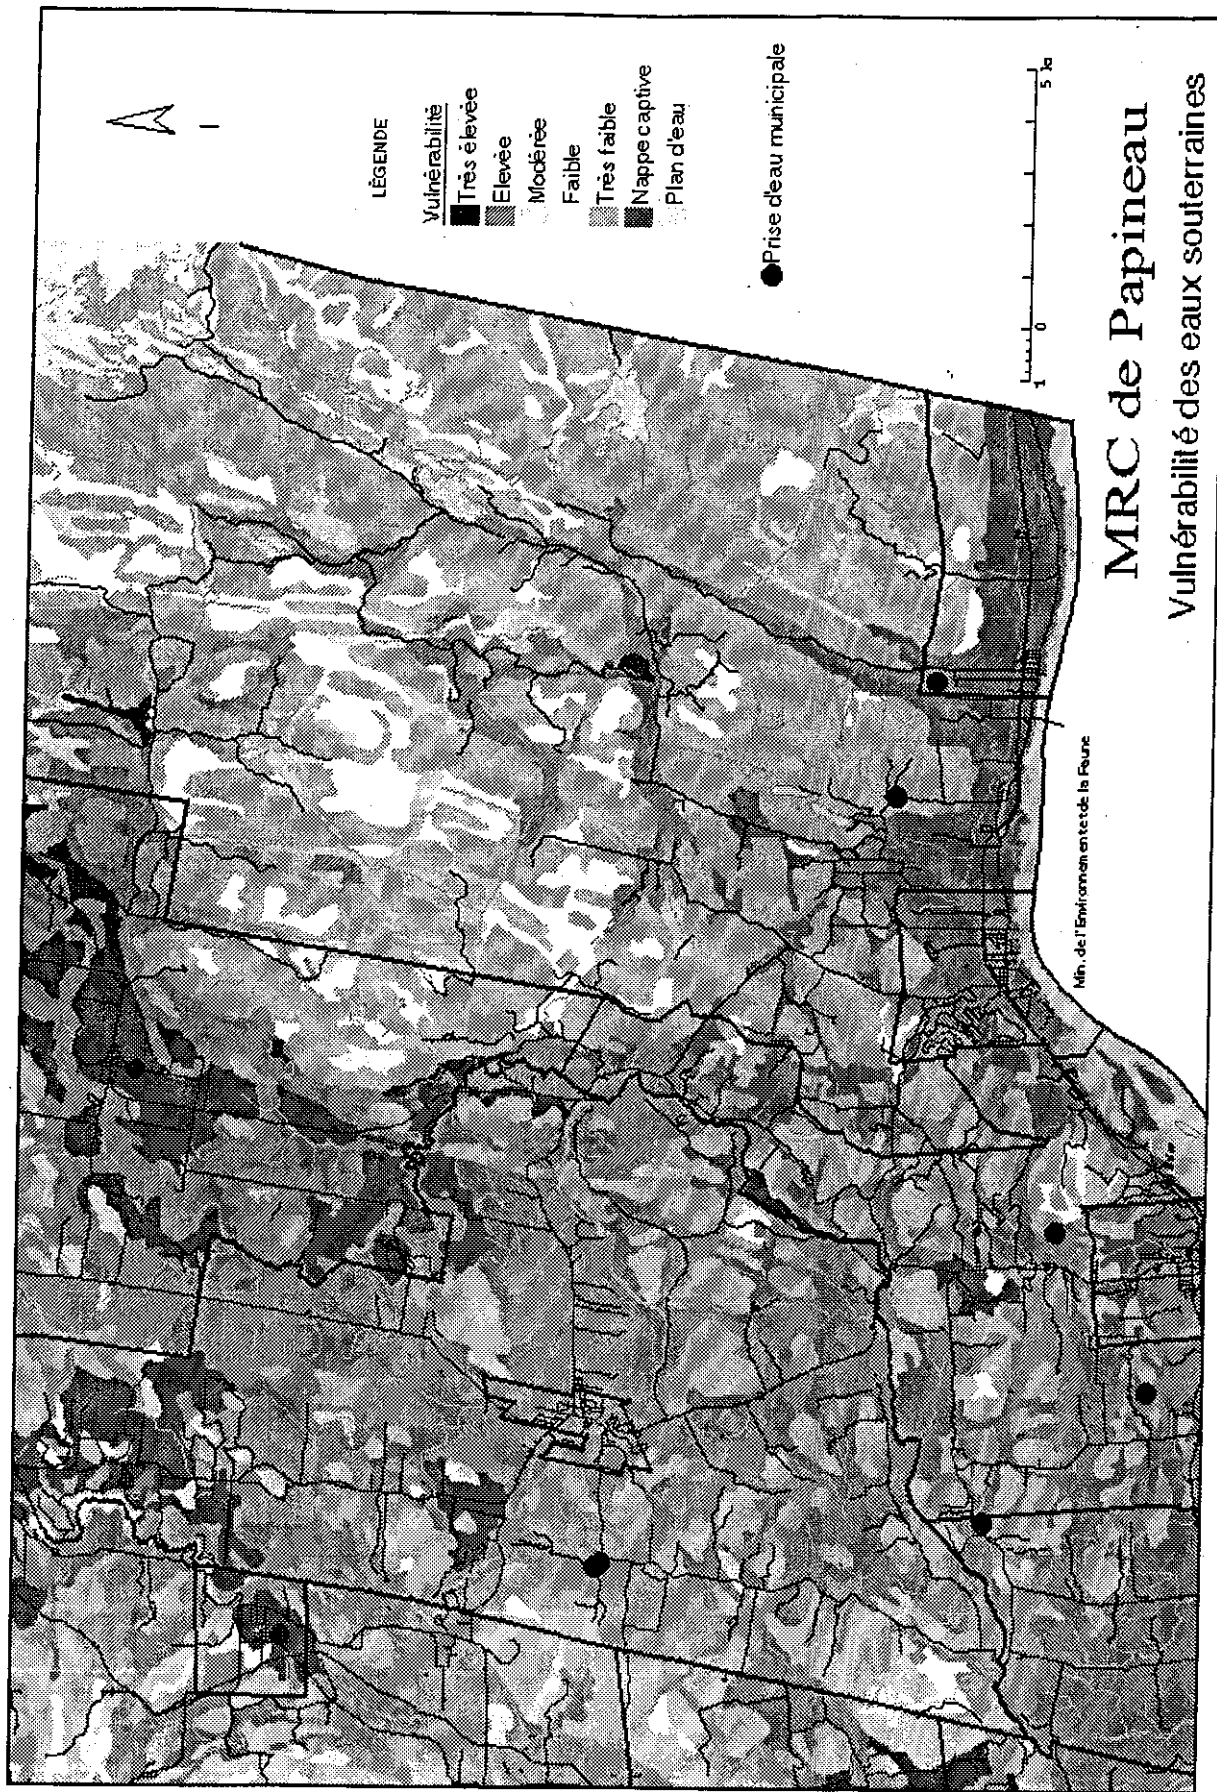 LÉGENDE
Vulnérabilité
Très élevée
Elevée
Modérée
Faible
Très faible
Nappe captive
Plan d'eau
Prise d'eau municipale
1 0 5 km
MRC de Papineau
Vulnérabilité des eaux souterraines
Min. de l'Environnement et de la Faune